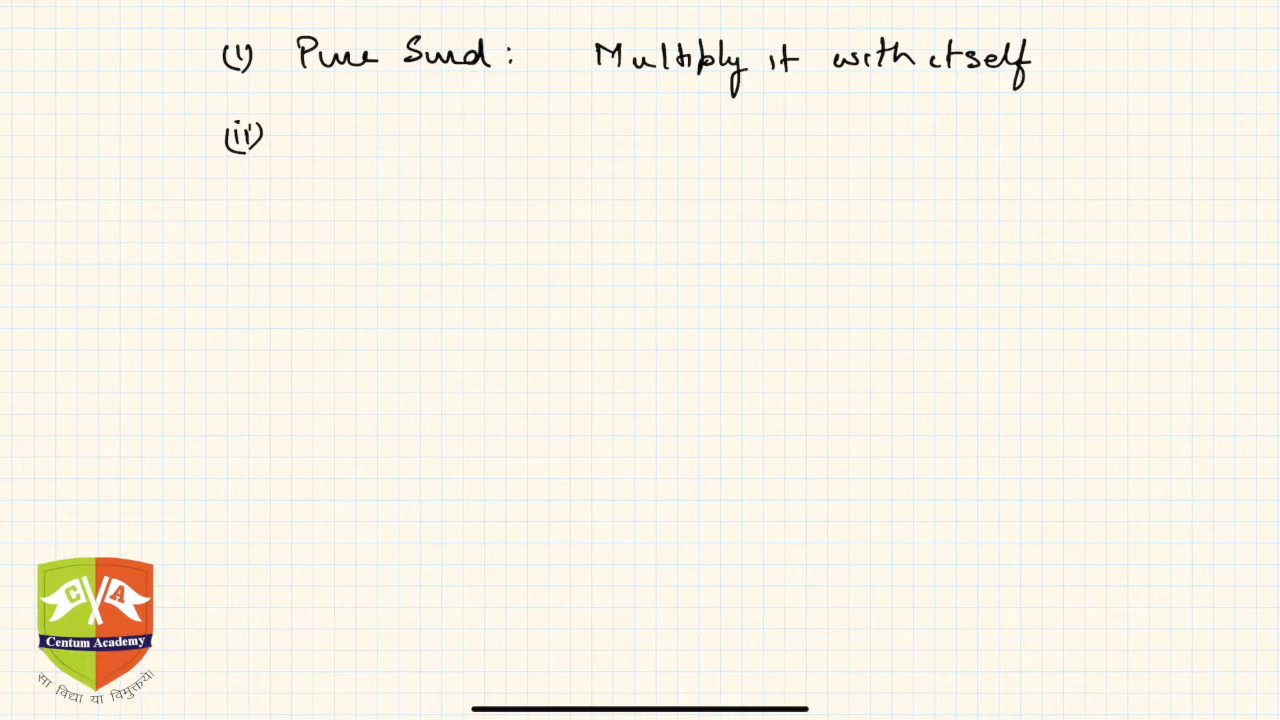 (i) Pure Surd : Multiply it with itself
(ii)
C A
Centum Academy
सा विद्या या विमुक्तये।